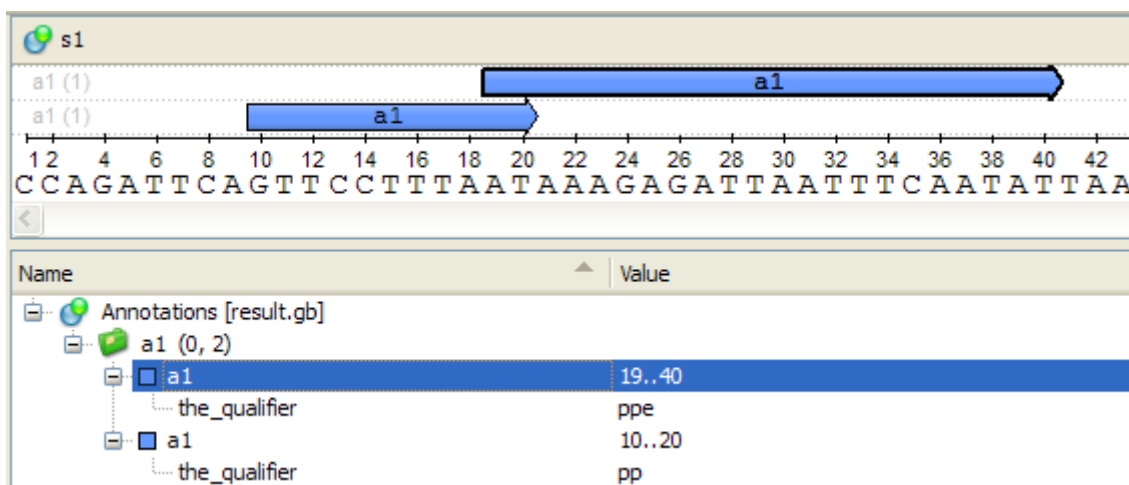 s1
a1 (1)
a1
a1 (1)
a1
1 2 4 6 8 10 12 14 16 18 20 22 24 26 28 30 32 34 36 38 40 42
CCAGATTCAGTTCCTTTAATAAAGAGATTAATTTCAATATTAA
Name Value
Annotations [result.gb]
a1 (0, 2)
a1 19..40
the_qualifier ppe
a1 10..20
the_qualifier pp